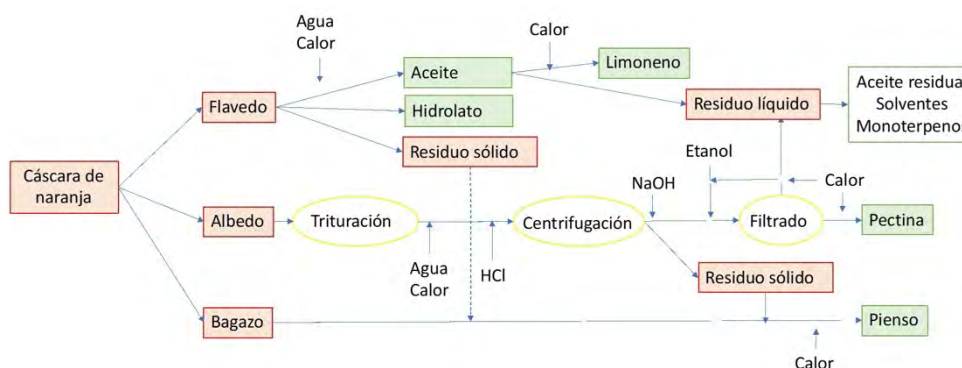 Agua
Calor
Calor
Aceite
Limoneno
Aceite residual
Solventes
Monoterpenos
Flavedo
Hidrolato
Residuo líquido
Residuo sólido
Etanol
Cáscara de
naranja
NaOH
Calor
Albedo
Trituración
Centrifugación
Filtrado
Pectina
Agua
Calor
HCl
Residuo sólido
Bagazo
Pienso
Calor